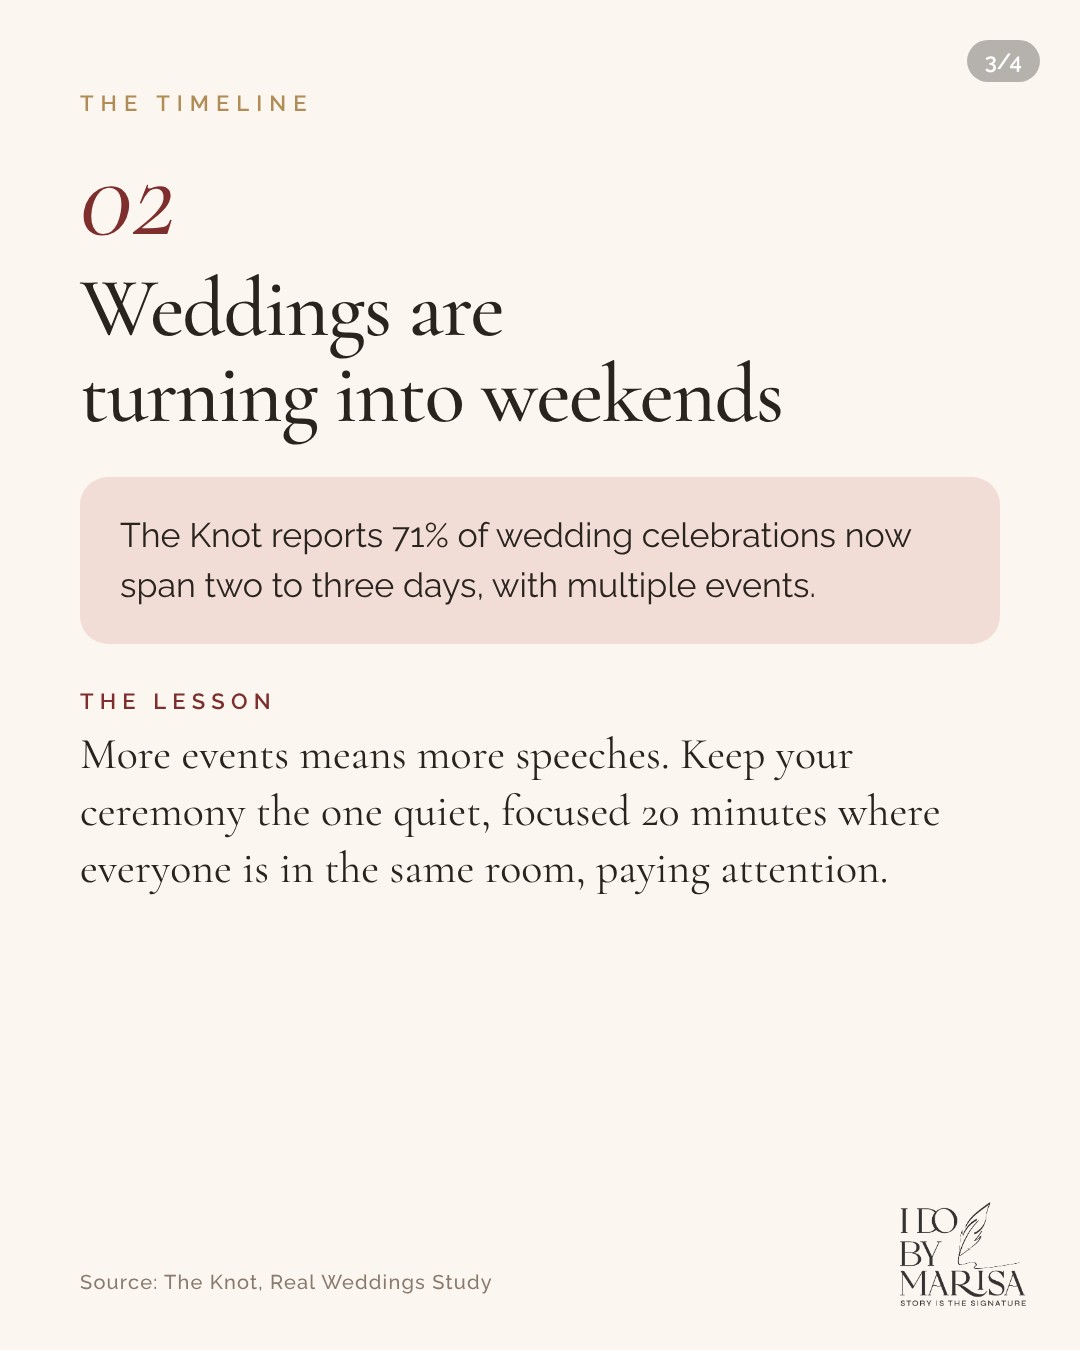 3/4
THE TIMELINE
02
Weddings are
turning into weekends
The Knot reports 71% of wedding celebrations now
span two to three days, with multiple events.
THE LESSON
More events means more speeches. Keep your
ceremony the one quiet, focused 20 minutes where
everyone is in the same room, paying attention.
Source: The Knot, Real Weddings Study
I DO
BY
MARISA
STORY IS THE SIGNATURE